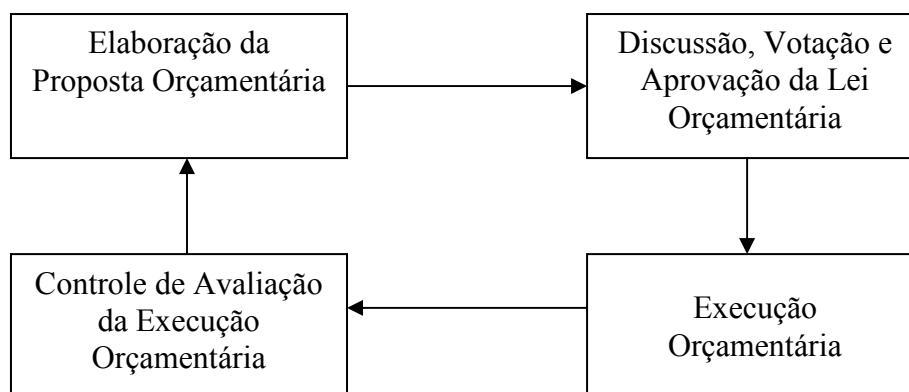 Elaboração da
Proposta Orçamentária
Discussão, Votação e
Aprovação da Lei
Orçamentária
Controle de Avaliação
da Execução
Orçamentária
Execução
Orçamentária